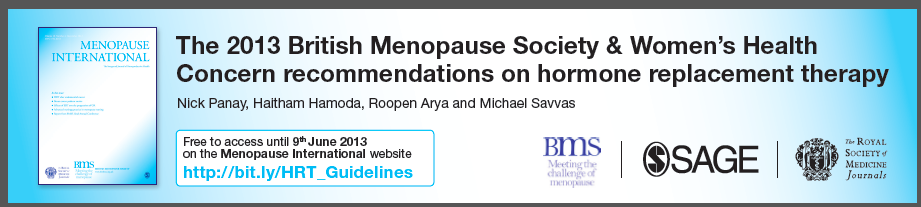 MENOPAUSE
INTERNATIONAL
BMS
The 2013 British Menopause Society & Women's Health
Concern recommendations on hormone replacement therapy
Nick Panay, Haitham Hamoda, Roopen Arya and Michael Savvas
Free to access until 9th June 2013
on the Menopause International website
http://bit.ly/HRT_Guidelines
BMS
Meeting the
challenge of
menopause
SAGE
The ROYAL
SOCIETY of
MEDICINE
Journals